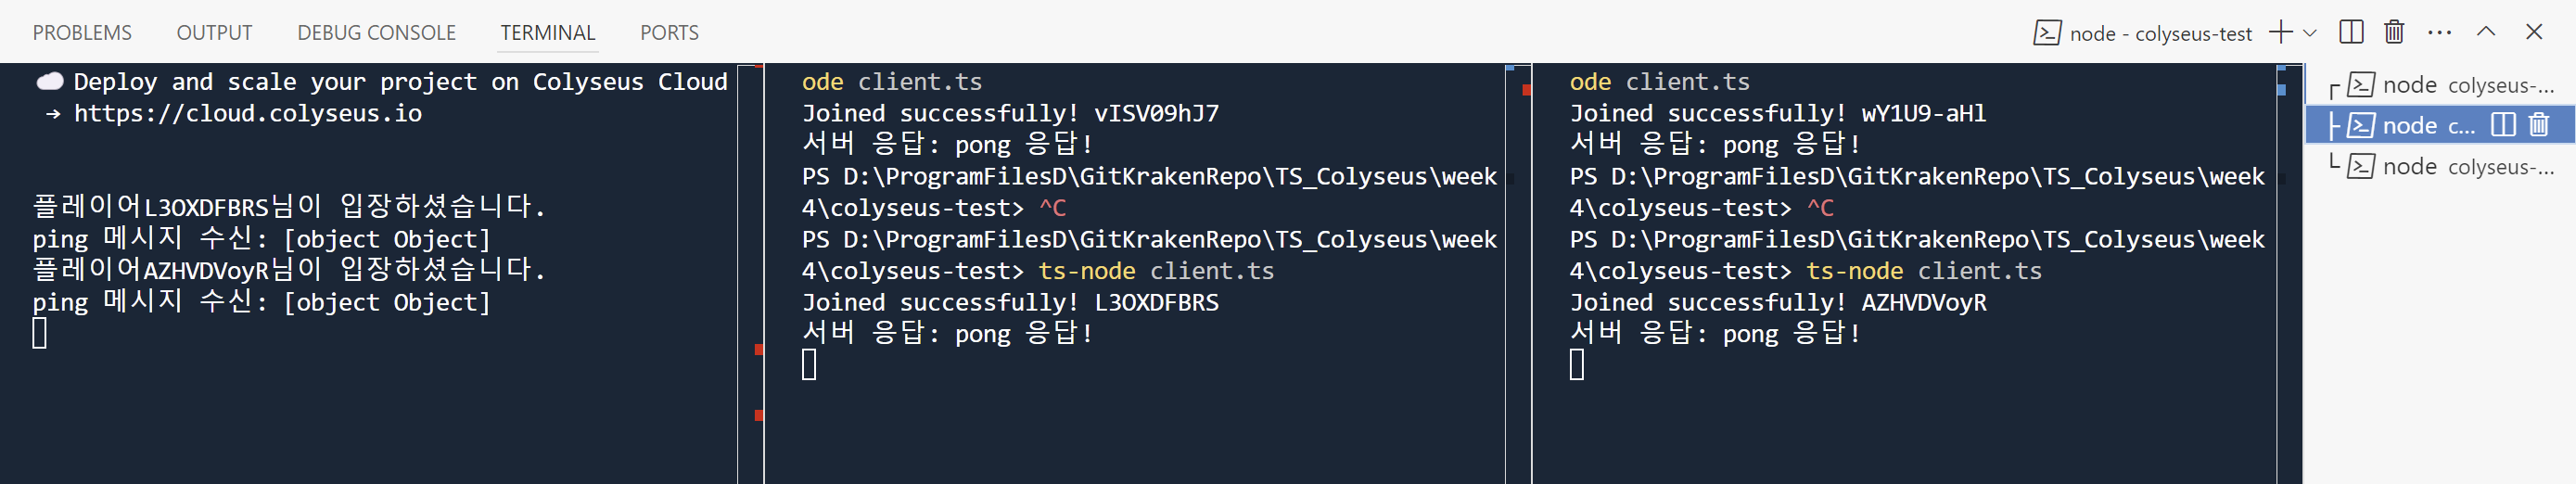 PROBLEMS OUTPUT DEBUG CONSOLE TERMINAL PORTS
node - colyseus-test
Deploy and scale your project on Colyseus Cloud
→ https://cloud.colyseus.io
플레이어L3OXDFBRS님이 입장하셨습니다.
ping 메시지 수신: [object Object]
플레이어AZHVDVoyR님이 입장하셨습니다.
ping 메시지 수신: [object Object]
ode client.ts
Joined successfully! vISV09hJ7
서버 응답: pong 응답!
PS D:\ProgramFilesD\GitKrakenRepo\TS_Colyseus\week
4\colyseus-test> ^C
PS D:\ProgramFilesD\GitKrakenRepo\TS_Colyseus\week
4\colyseus-test> ts-node client.ts
Joined successfully! L3OXDFBRS
서버 응답: pong 응답!
ode client.ts
Joined successfully! wY1U9-aHl
서버 응답: pong 응답!
PS D:\ProgramFilesD\GitKrakenRepo\TS_Colyseus\week
4\colyseus-test> ^C
PS D:\ProgramFilesD\GitKrakenRepo\TS_Colyseus\week
4\colyseus-test> ts-node client.ts
Joined successfully! AZHVDVoyR
서버 응답: pong 응답!
node colyseus-...
node c...
node colyseus-...